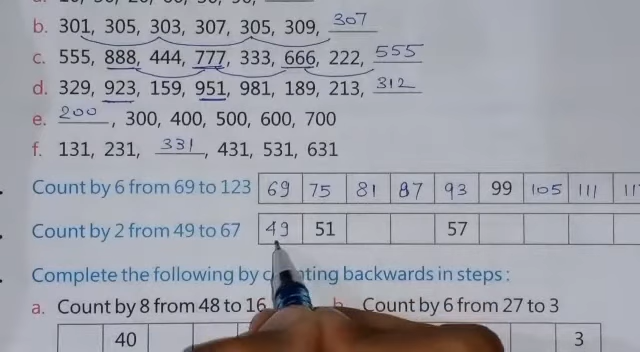 b. 301, 305, 303, 307, 305, 309, 307
c. 555, 888, 444, 777, 333, 666, 222, 555
d. 329, 923, 159, 951, 981, 189, 213, 312
e. 200, 300, 400, 500, 600, 700
f. 131, 231, 331, 431, 531, 631
Count by 6 from 69 to 123 69 75 81 87 93 99 105 111
Count by 2 from 49 to 67 49 51 57
Complete the following by backwards in steps :
a. Count by 8 from 48 to 16 b. Count by 6 from 27 to 3
40 3